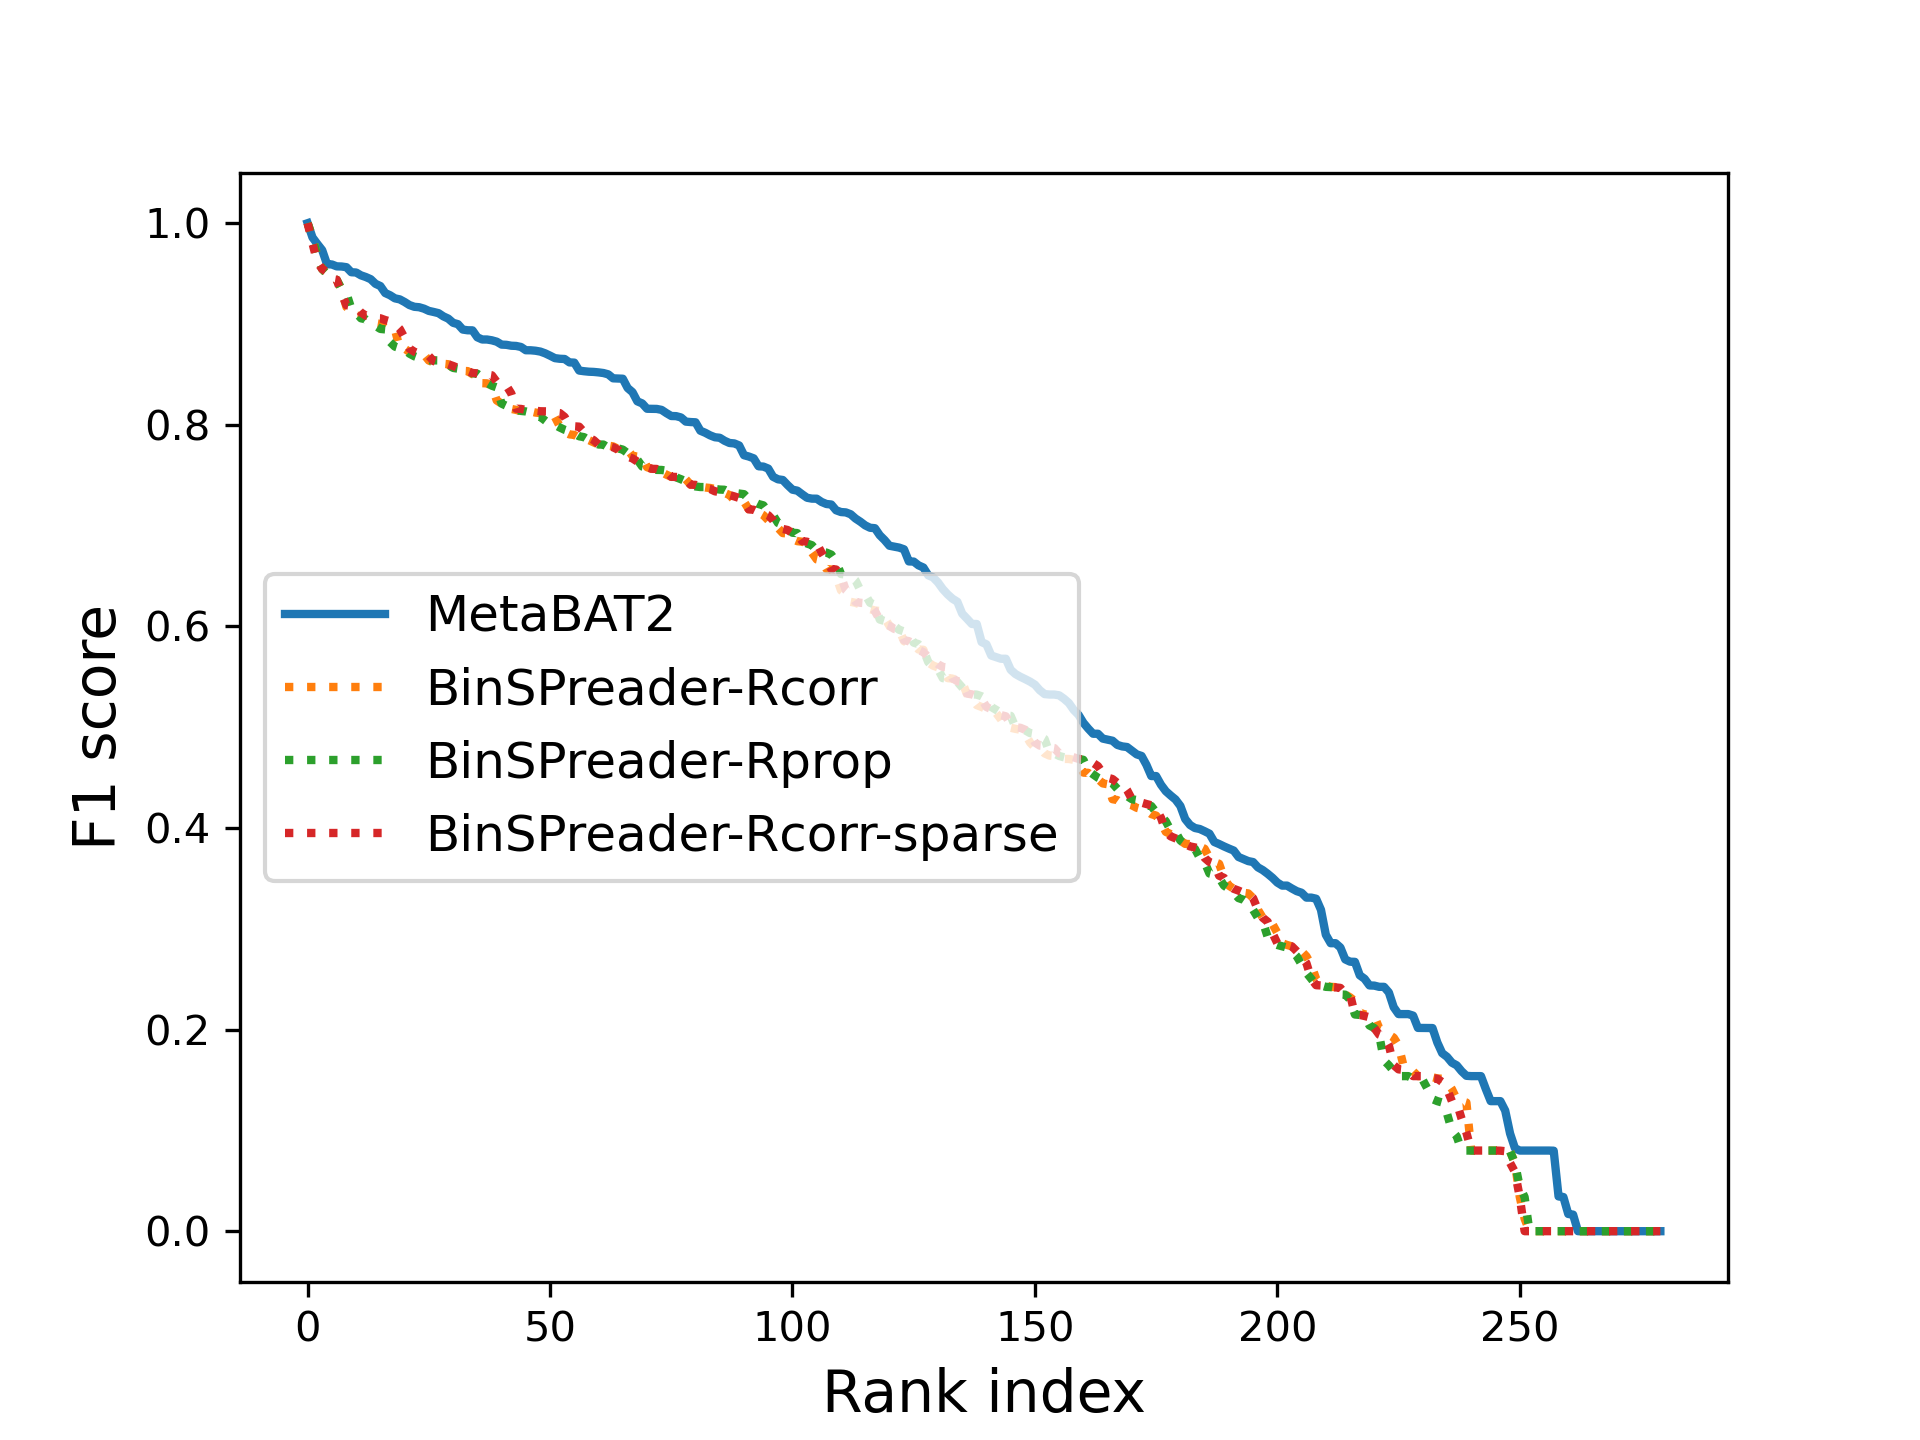 1.0
0.8
0.6
0.4
0.2
0.0
F1 score
MetaBAT2
BinSPreader-Rcorr
BinSPreader-Rprop
BinSPreader-Rcorr-sparse
0 50 100 150 200 250
Rank index